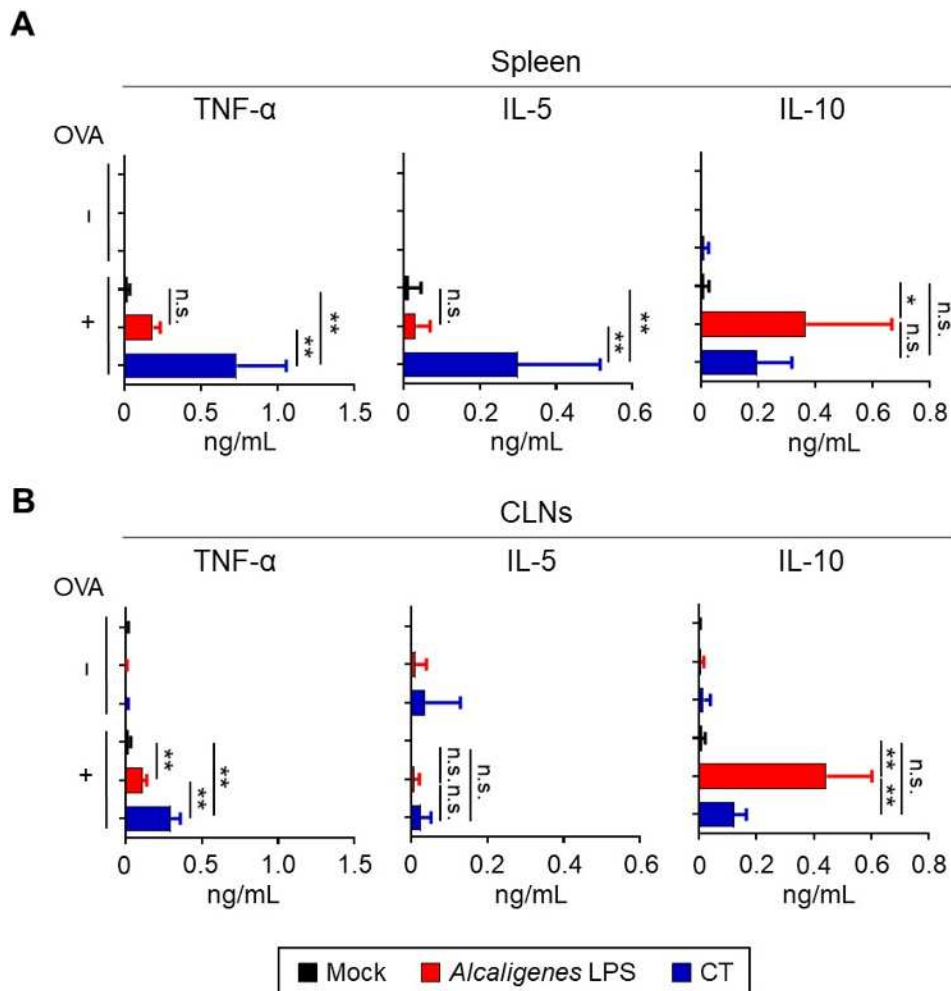 A
Spleen
TNF-α IL-5 IL-10
OVA
–
+
n.s. ** ** n.s. ** ** * n.s. n.s.
0 0.5 1.0 1.5 0 0.2 0.4 0.6 0 0.2 0.4 0.6 0.8
ng/mL ng/mL ng/mL
B
CLNs
TNF-α IL-5 IL-10
OVA
–
+
** ** ** n.s. n.s. n.s. ** ** n.s.
0 0.5 1.0 1.5 0 0.2 0.4 0.6 0 0.2 0.4 0.6 0.8
ng/mL ng/mL ng/mL
Mock Alcaligenes LPS CT